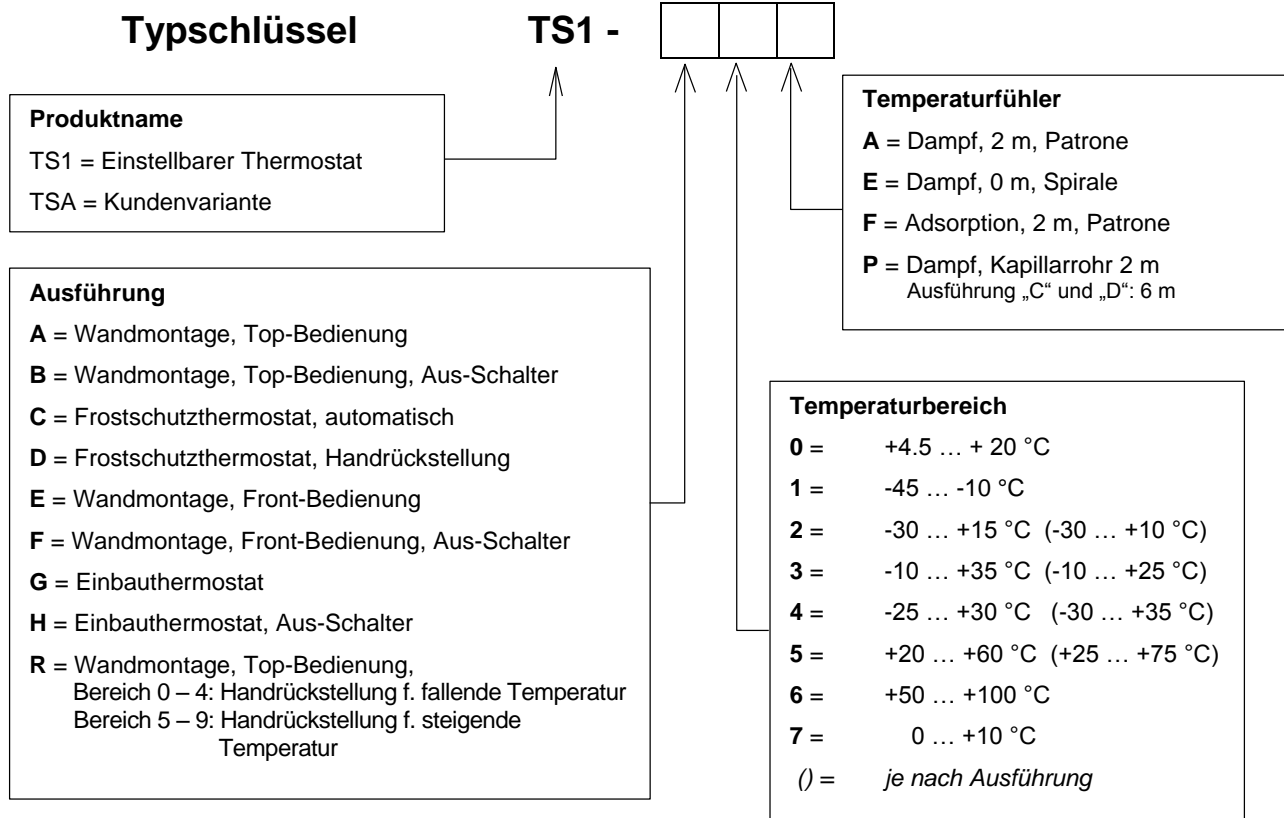 Typschlüssel TS1 -
Produktname
TS1 = Einstellbarer Thermostat
TSA = Kundenvariante
Temperaturfühler
A = Dampf, 2 m, Patrone
E = Dampf, 0 m, Spirale
F = Adsorption, 2 m, Patrone
P = Dampf, Kapillarrohr 2 m
Ausführung „C“ und „D“: 6 m
Ausführung
A = Wandmontage, Top-Bedienung
B = Wandmontage, Top-Bedienung, Aus-Schalter
C = Frostschutzthermostat, automatisch
D = Frostschutzthermostat, Handrückstellung
E = Wandmontage, Front-Bedienung
F = Wandmontage, Front-Bedienung, Aus-Schalter
G = Einbauthermostat
H = Einbauthermostat, Aus-Schalter
R = Wandmontage, Top-Bedienung,
Bereich 0 – 4: Handrückstellung f. fallende Temperatur
Bereich 5 – 9: Handrückstellung f. steigende
Temperatur
Temperaturbereich
0 = +4.5 … + 20 °C
1 = -45 … -10 °C
2 = -30 … +15 °C (-30 … +10 °C)
3 = -10 … +35 °C (-10 … +25 °C)
4 = -25 … +30 °C (-30 … +35 °C)
5 = +20 … +60 °C (+25 … +75 °C)
6 = +50 … +100 °C
7 = 0 … +10 °C
() = je nach Ausführung